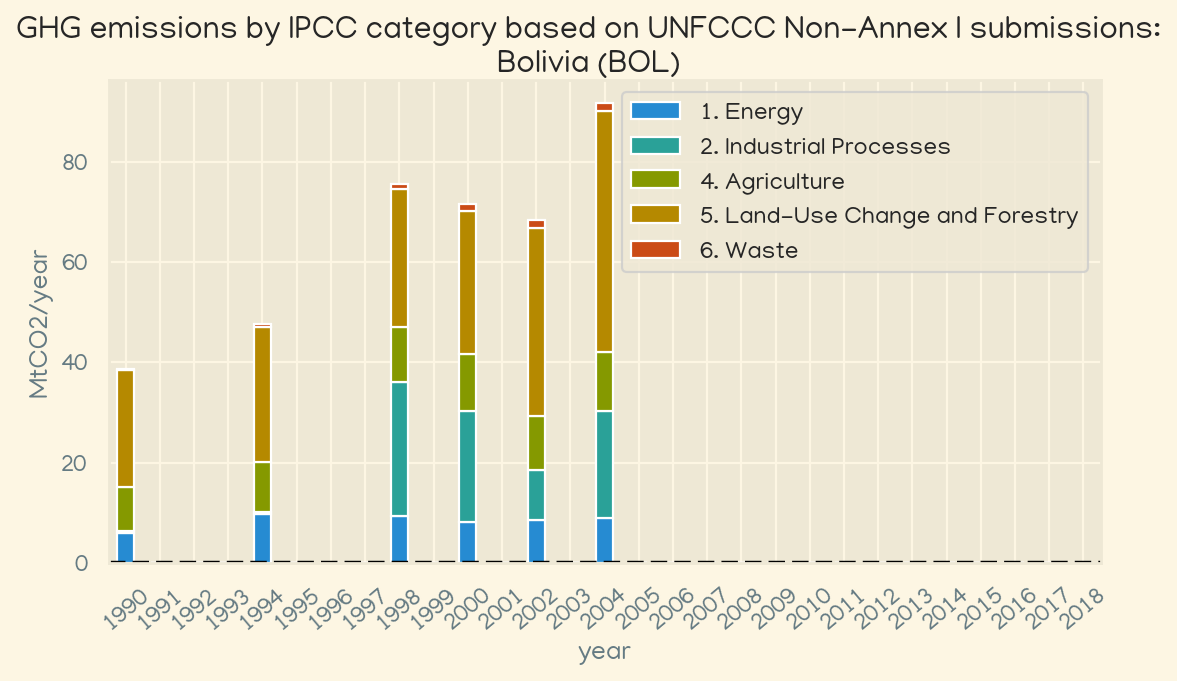 GHG emissions by IPCC category based on UNFCCC Non-Annex I submissions:
Bolivia (BOL)
1. Energy
2. Industrial Processes
4. Agriculture
5. Land-Use Change and Forestry
6. Waste
MtCO2/year
80
60
40
20
0
1990 1991 1992 1993 1994 1995 1996 1997 1998 1999 2000 2001 2002 2003 2004 2005 2006 2007 2008 2009 2010 2011 2012 2013 2014 2015 2016 2017 2018
year